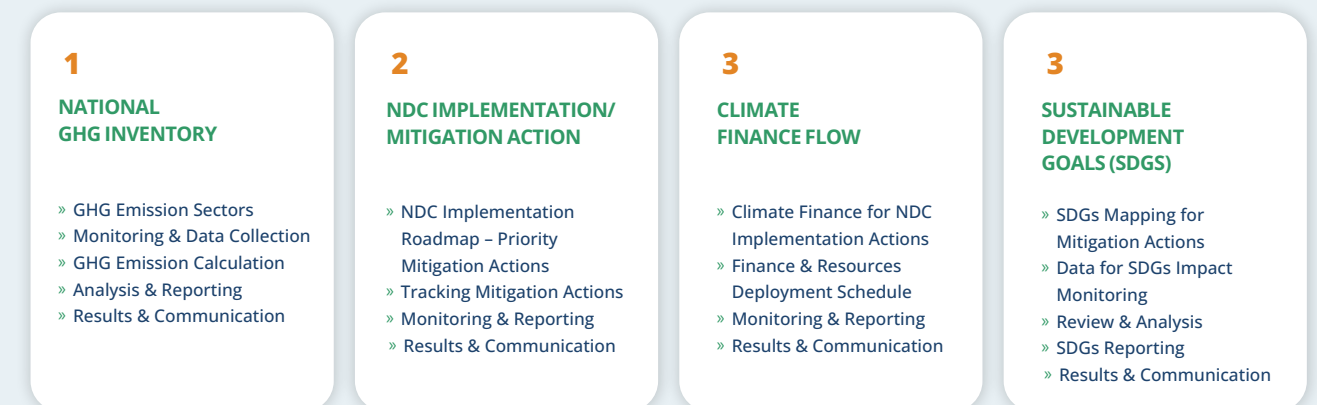 1
NATIONAL
GHG INVENTORY
» GHG Emission Sectors
» Monitoring & Data Collection
» GHG Emission Calculation
» Analysis & Reporting
» Results & Communication
2
NDC IMPLEMENTATION/
MITIGATION ACTION
» NDC Implementation
Roadmap – Priority
Mitigation Actions
» Tracking Mitigation Actions
» Monitoring & Reporting
» Results & Communication
3
CLIMATE
FINANCE FLOW
» Climate Finance for NDC
Implementation Actions
» Finance & Resources
Deployment Schedule
» Monitoring & Reporting
» Results & Communication
3
SUSTAINABLE
DEVELOPMENT
GOALS (SDGS)
» SDGs Mapping for
Mitigation Actions
» Data for SDGs Impact
Monitoring
» Review & Analysis
» SDGs Reporting
» Results & Communication